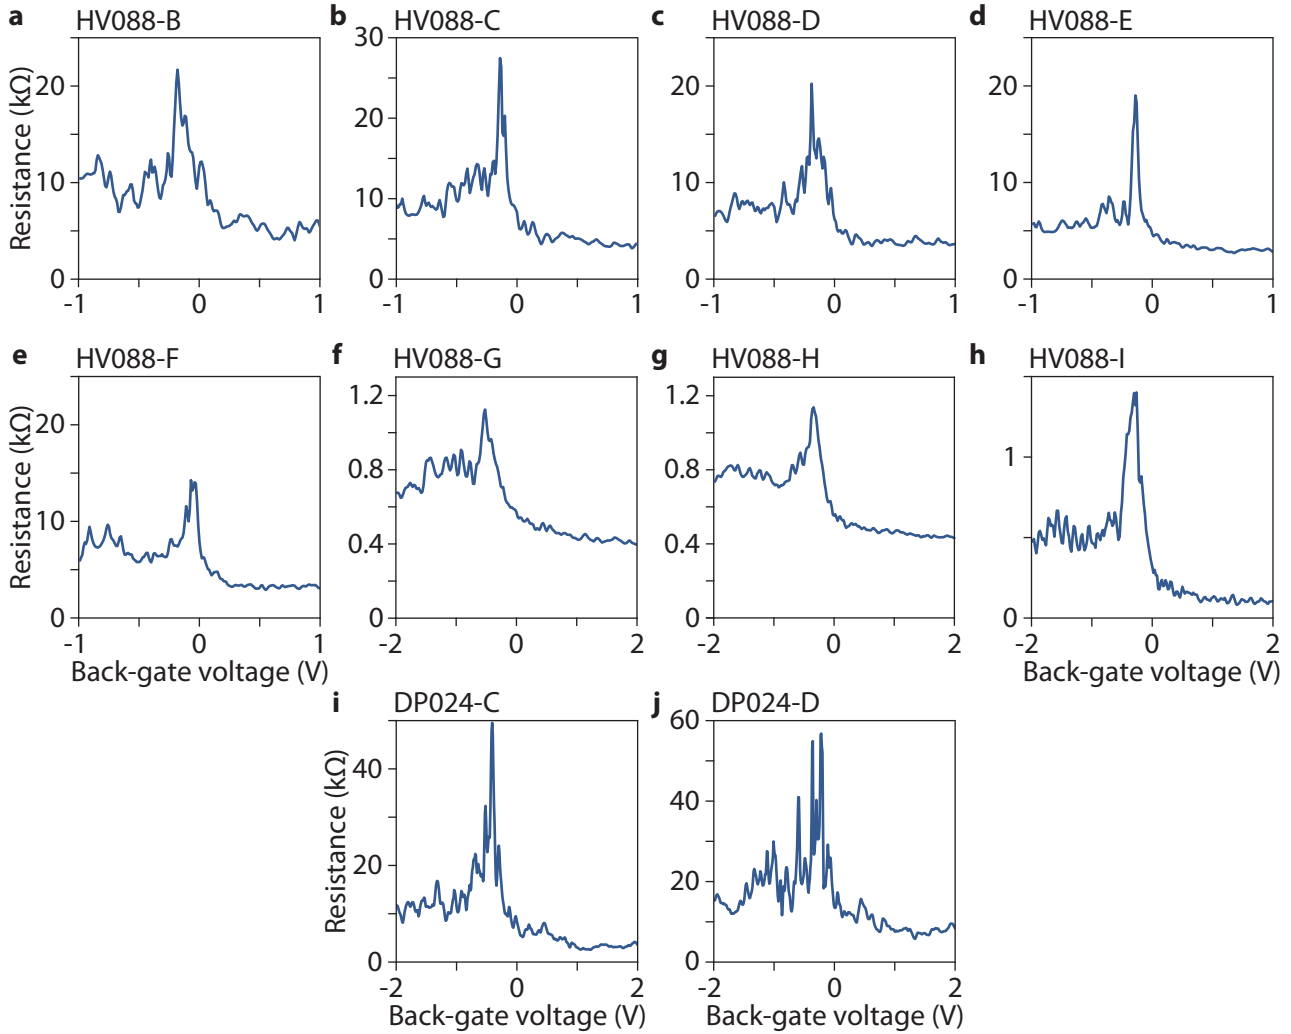 a HV088-B
b HV088-C
c HV088-D
d HV088-E
Resistance (kΩ)
20
10
0
-1 0 1
30
20
10
0
-1 0 1
20
10
0
-1 0 1
20
10
0
-1 0 1
e HV088-F
f HV088-G
g HV088-H
h HV088-I
Resistance (kΩ)
20
10
0
-1 0 1
Back-gate voltage (V)
1.2
0.8
0.4
0
-2 0 2
1.2
0.8
0.4
0
-2 0 2
1
0
-2 0 2
i DP024-C
j DP024-D
Resistance (kΩ)
40
20
0
-2 0 2
Back-gate voltage (V)
60
40
20
0
-2 0 2
Back-gate voltage (V)